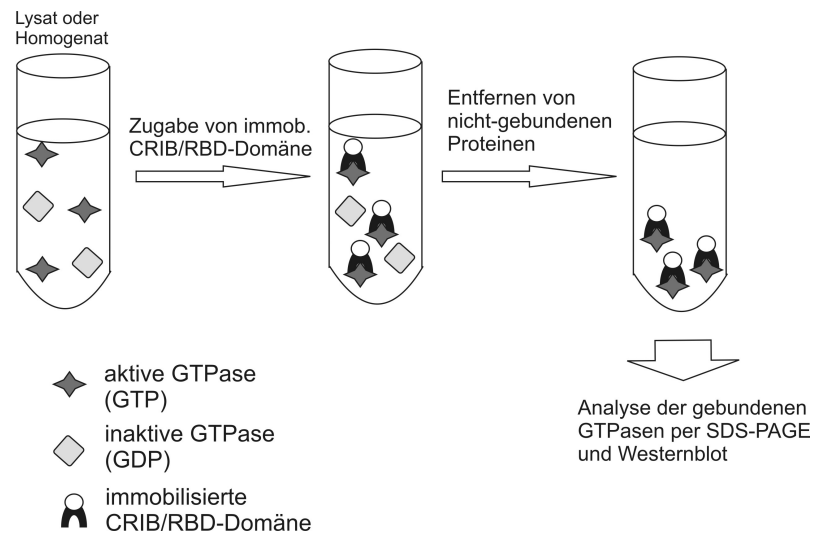 Lysat oder
Homogenat
Zugabe von immob.
CRIB/RBD-Domäne
Entfernen von
nicht-gebundenen
Proteinen
aktive GTPase
(GTP)
inaktive GTPase
(GDP)
immobilisierte
CRIB/RBD-Domäne
Analyse der gebundenen
GTPasen per SDS-PAGE
und Westernblot